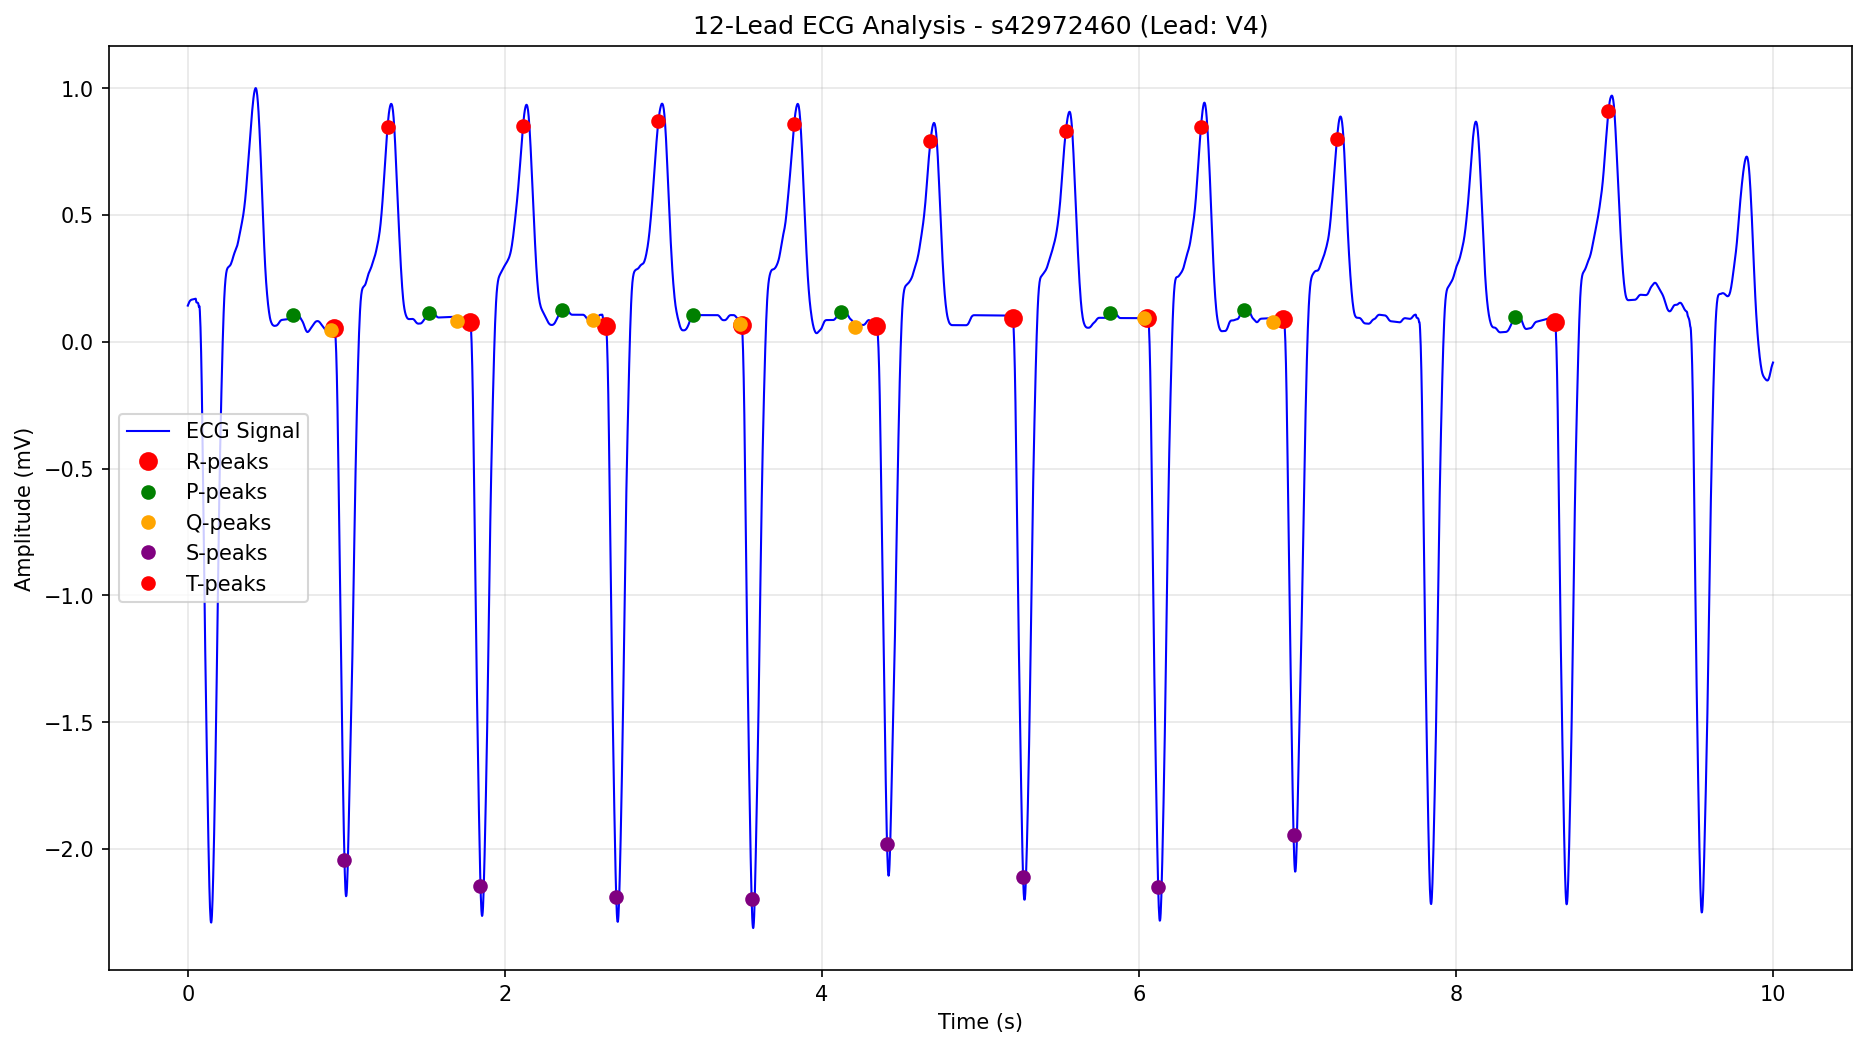 12-Lead ECG Analysis - s42972460 (Lead: V4)
Amplitude (mV)
1.0
0.5
0.0
−0.5
−1.0
−1.5
−2.0
ECG Signal
R-peaks
P-peaks
Q-peaks
S-peaks
T-peaks
0 2 4 6 8 10
Time (s)